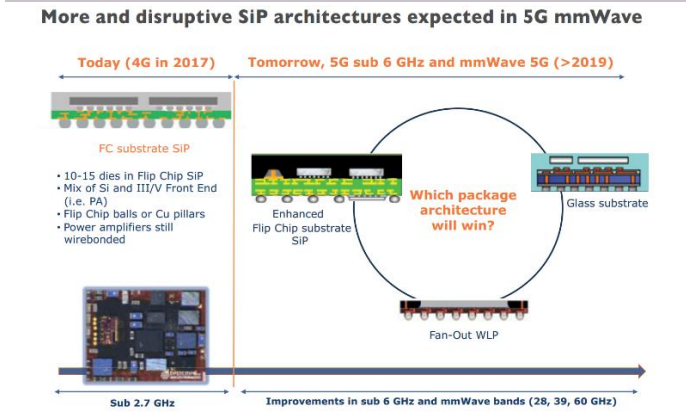 More and disruptive SiP architectures expected in 5G mmWave
Today (4G in 2017)
Tomorrow, 5G sub 6 GHz and mmWave 5G (>2019)
FC substrate SiP
• 10-15 dies in Flip Chip SiP
• Mix of Si and III/V Front End
(i.e. PA)
• Flip Chip balls or Cu pillars
• Power amplifiers still
wirebonded
Enhanced
Flip Chip substrate
SiP
Which package
architecture
will win?
Glass substrate
Fan-Out WLP
Sub 2.7 GHz
Improvements in sub 6 GHz and mmWave bands (28, 39, 60 GHz)